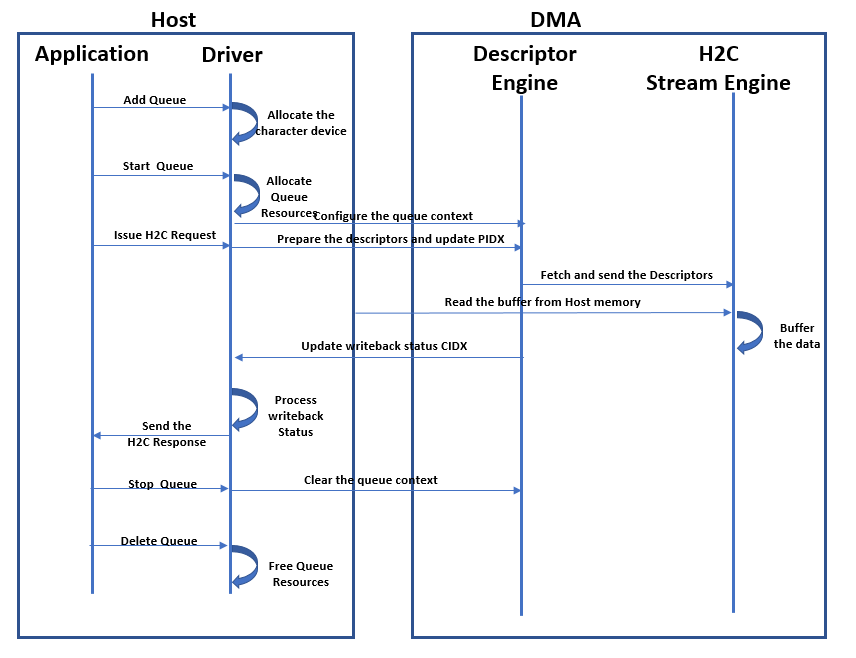 Host
DMA
Application
Driver
Descriptor
Engine
H2C
Stream Engine
Add Queue
Allocate the
character device
Start Queue
Allocate
Queue
Resources
Configure the queue context
Issue H2C Request
Prepare the descriptors and update PIDX
Fetch and send the Descriptors
Read the buffer from Host memory
Buffer
the data
Update writeback status CIDX
Process
writeback
Status
Send the
H2C Response
Stop Queue
Clear the queue context
Delete Queue
Free Queue
Resources